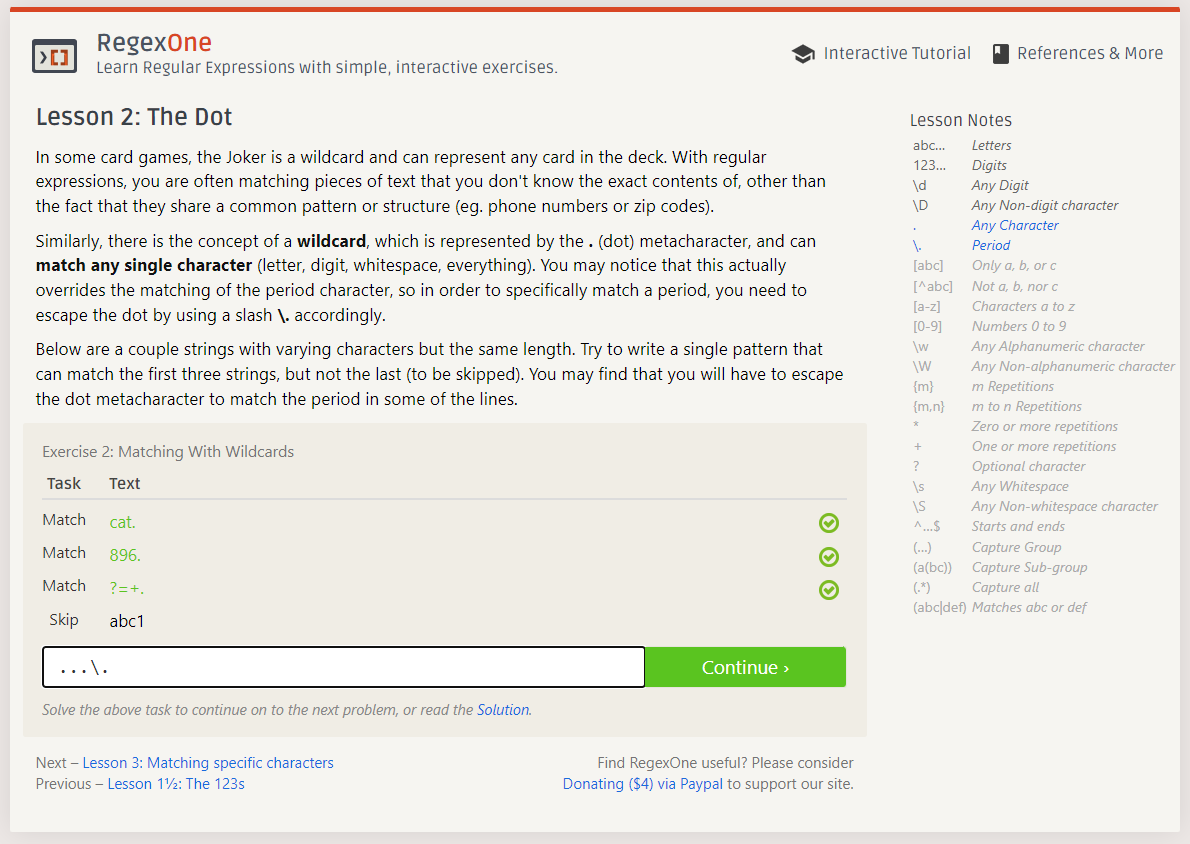 RegexOne
Learn Regular Expressions with simple, interactive exercises.
Interactive Tutorial
References & More
Lesson 2: The Dot
In some card games, the Joker is a wildcard and can represent any card in the deck. With regular
expressions, you are often matching pieces of text that you don't know the exact contents of, other than
the fact that they share a common pattern or structure (eg. phone numbers or zip codes).
Similarly, there is the concept of a wildcard, which is represented by the . (dot) metacharacter, and can
match any single character (letter, digit, whitespace, everything). You may notice that this actually
overrides the matching of the period character, so in order to specifically match a period, you need to
escape the dot by using a slash \. accordingly.
Below are a couple strings with varying characters but the same length. Try to write a single pattern that
can match the first three strings, but not the last (to be skipped). You may find that you will have to escape
the dot metacharacter to match the period in some of the lines.
Exercise 2: Matching With Wildcards
Task Text
Match cat.
Match 896.
Match ?=+.
Skip abc1
...\.
Continue ›
Solve the above task to continue on to the next problem, or read the Solution.
Next – Lesson 3: Matching specific characters
Previous – Lesson 1½: The 123s
Find RegexOne useful? Please consider
Donating ($4) via Paypal to support our site.
Lesson Notes
abc... Letters
123... Digits
\d Any Digit
\D Any Non-digit character
. Any Character
\. Period
[abc] Only a, b, or c
[^abc] Not a, b, nor c
[a-z] Characters a to z
[0-9] Numbers 0 to 9
\w Any Alphanumeric character
\W Any Non-alphanumeric character
{m} m Repetitions
{m,n} m to n Repetitions
* Zero or more repetitions
+ One or more repetitions
? Optional character
\s Any Whitespace
\S Any Non-whitespace character
^...$ Starts and ends
(...) Capture Group
(a(bc)) Capture Sub-group
(.*) Capture all
(abc|def) Matches abc or def